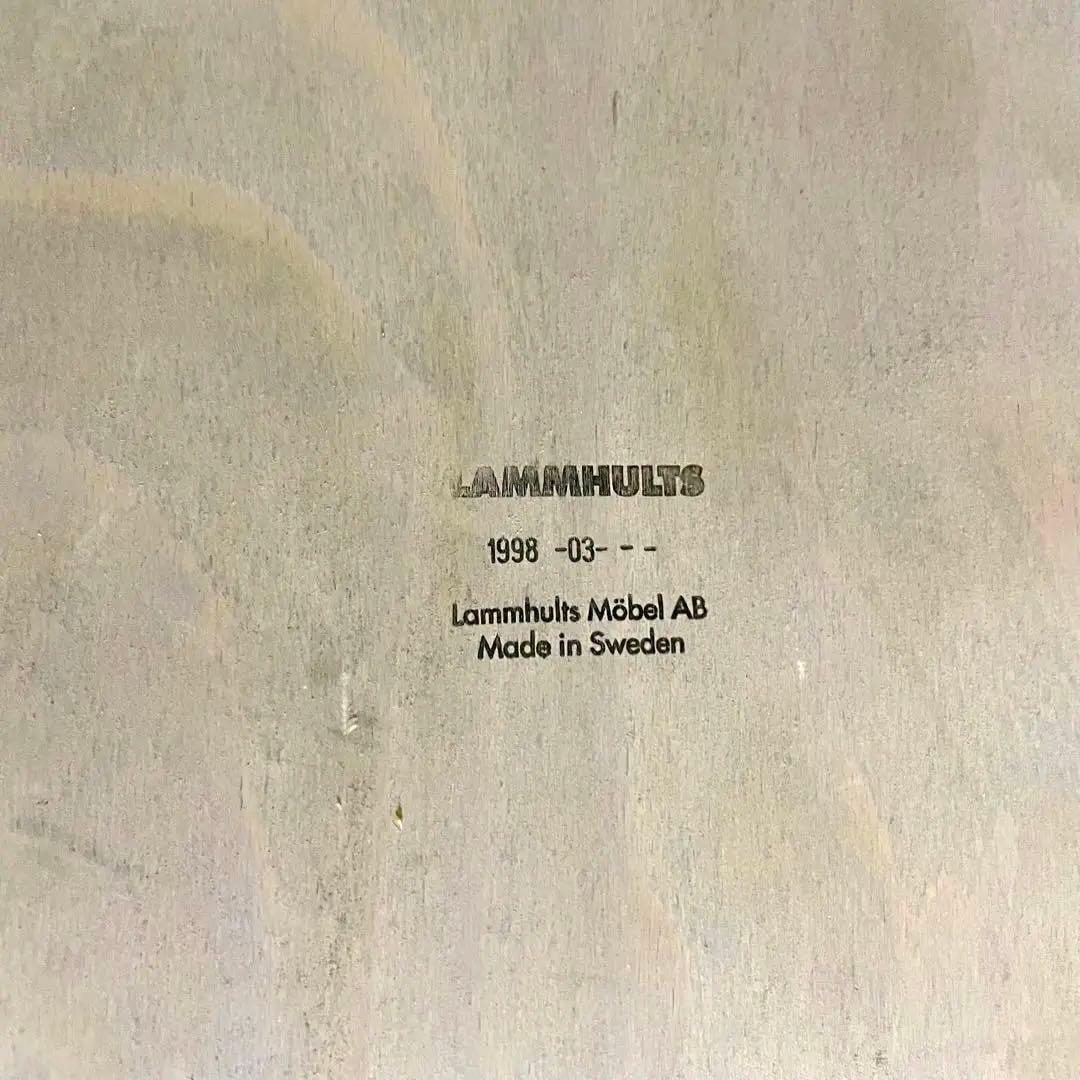 LAMMHULTS
1998 -03- - -
Lammhults Möbel AB
Made in Sweden